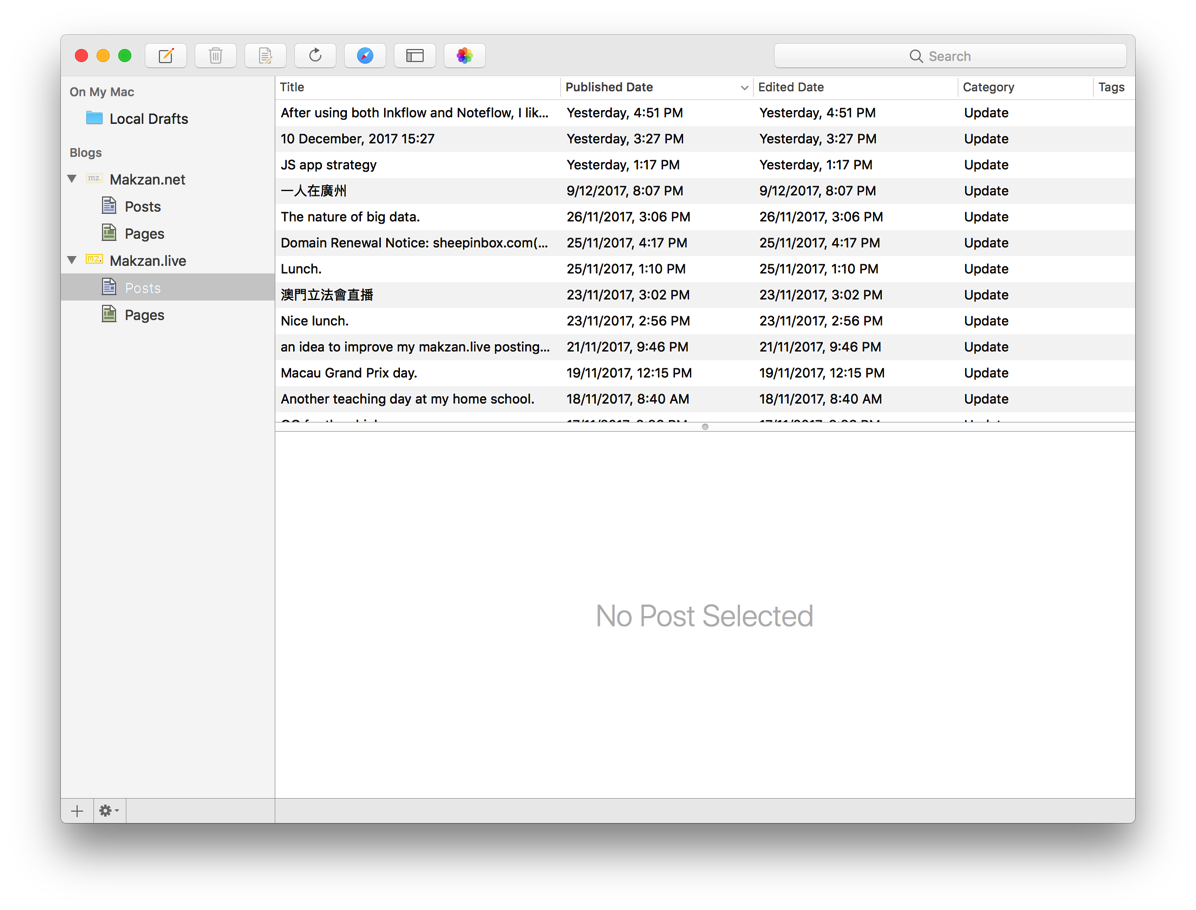 Search
On My Mac
Local Drafts
Blogs
Makzan.net
Posts
Pages
Makzan.live
Posts
Pages
Title Published Date Edited Date Category Tags
After using both Inkflow and Noteflow, I lik... Yesterday, 4:51 PM Yesterday, 4:51 PM Update
10 December, 2017 15:27 Yesterday, 3:27 PM Yesterday, 3:27 PM Update
JS app strategy Yesterday, 1:17 PM Yesterday, 1:17 PM Update
一人在廣州 9/12/2017, 8:07 PM 9/12/2017, 8:07 PM Update
The nature of big data. 26/11/2017, 3:06 PM 26/11/2017, 3:06 PM Update
Domain Renewal Notice: sheepinbox.com(... 25/11/2017, 4:17 PM 25/11/2017, 4:17 PM Update
Lunch. 25/11/2017, 1:10 PM 25/11/2017, 1:10 PM Update
澳門立法會直播 23/11/2017, 3:02 PM 23/11/2017, 3:02 PM Update
Nice lunch. 23/11/2017, 2:56 PM 23/11/2017, 2:56 PM Update
an idea to improve my makzan.live posting... 21/11/2017, 9:46 PM 21/11/2017, 9:46 PM Update
Macau Grand Prix day. 19/11/2017, 12:15 PM 19/11/2017, 12:15 PM Update
Another teaching day at my home school. 18/11/2017, 8:40 AM 18/11/2017, 8:40 AM Update
No Post Selected